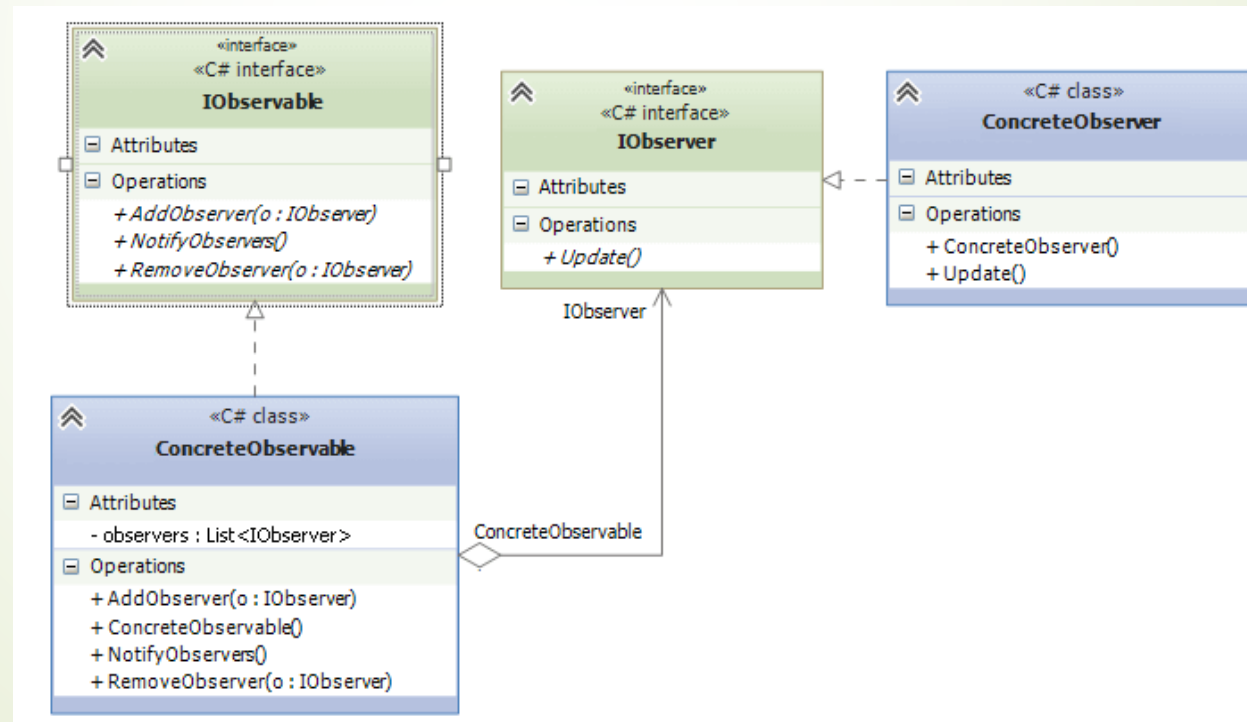 «interface»
«C# interface»
IObservable
Attributes
Operations
+ AddObserver(o : IObserver)
+ NotifyObservers()
+ RemoveObserver(o : IObserver)
«interface»
«C# interface»
IObserver
Attributes
Operations
+ Update()
«C# class»
ConcreteObserver
Attributes
Operations
+ ConcreteObserver()
+ Update()
IObserver
«C# class»
ConcreteObservable
Attributes
- observers : List<IObserver>
Operations
+ AddObserver(o : IObserver)
+ ConcreteObservable()
+ NotifyObservers()
+ RemoveObserver(o : IObserver)
ConcreteObservable